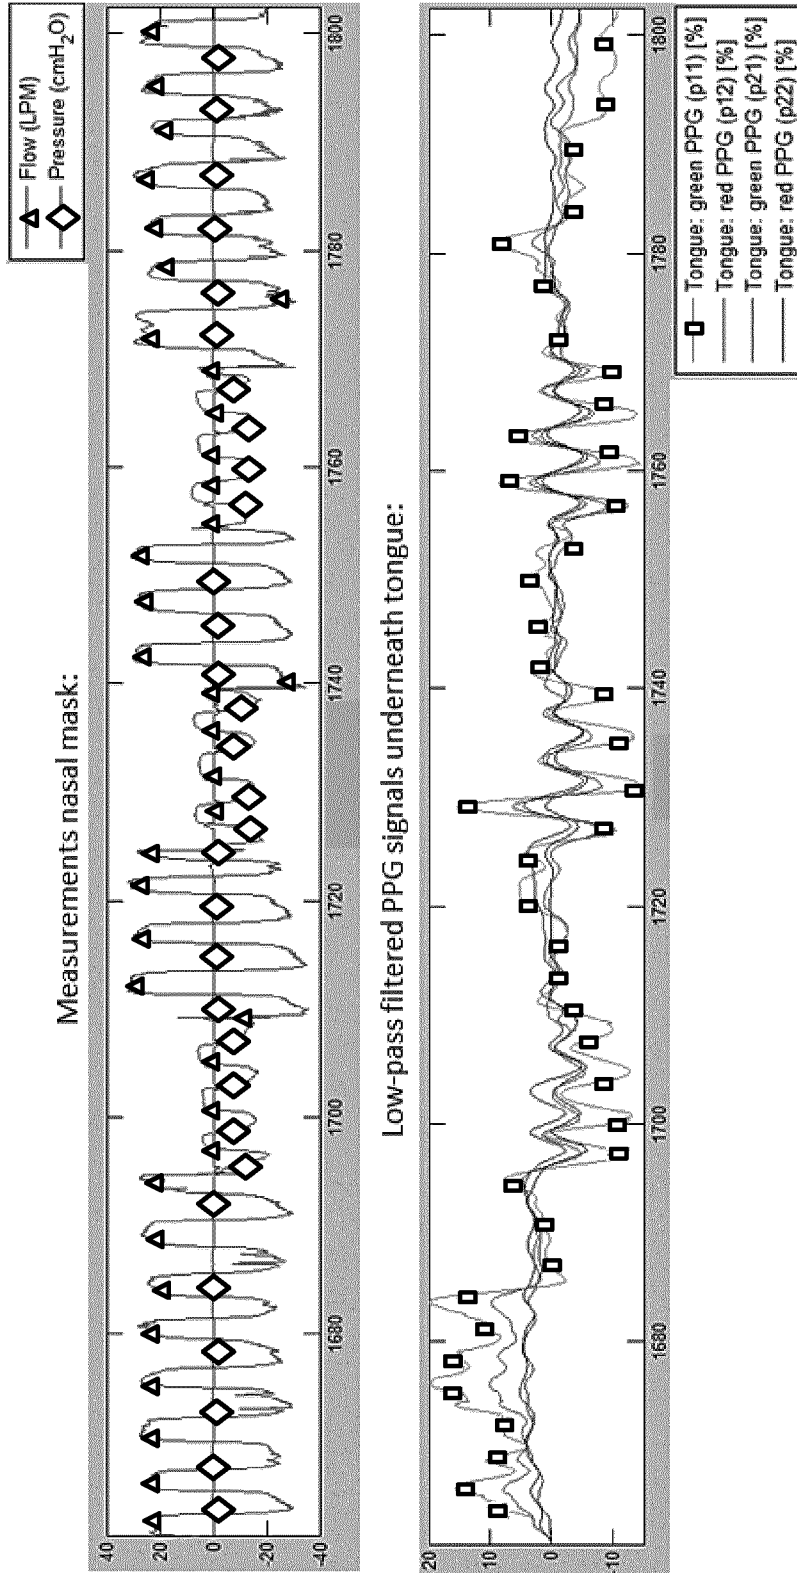 Measurements nasal mask:
Flow (LPM)
Pressure (cmH₂O)
40
20
0
-20
-40
1680
1700
1720
1740
1760
1780
1800
Low-pass filtered PPG signals underneath tongue:
20
10
0
-10
1680
1700
1720
1740
1760
1780
1800
Tongue: green PPG (p11) [%]
Tongue: red PPG (p12) [%]
Tongue: green PPG (p21) [%]
Tongue: red PPG (p22) [%]